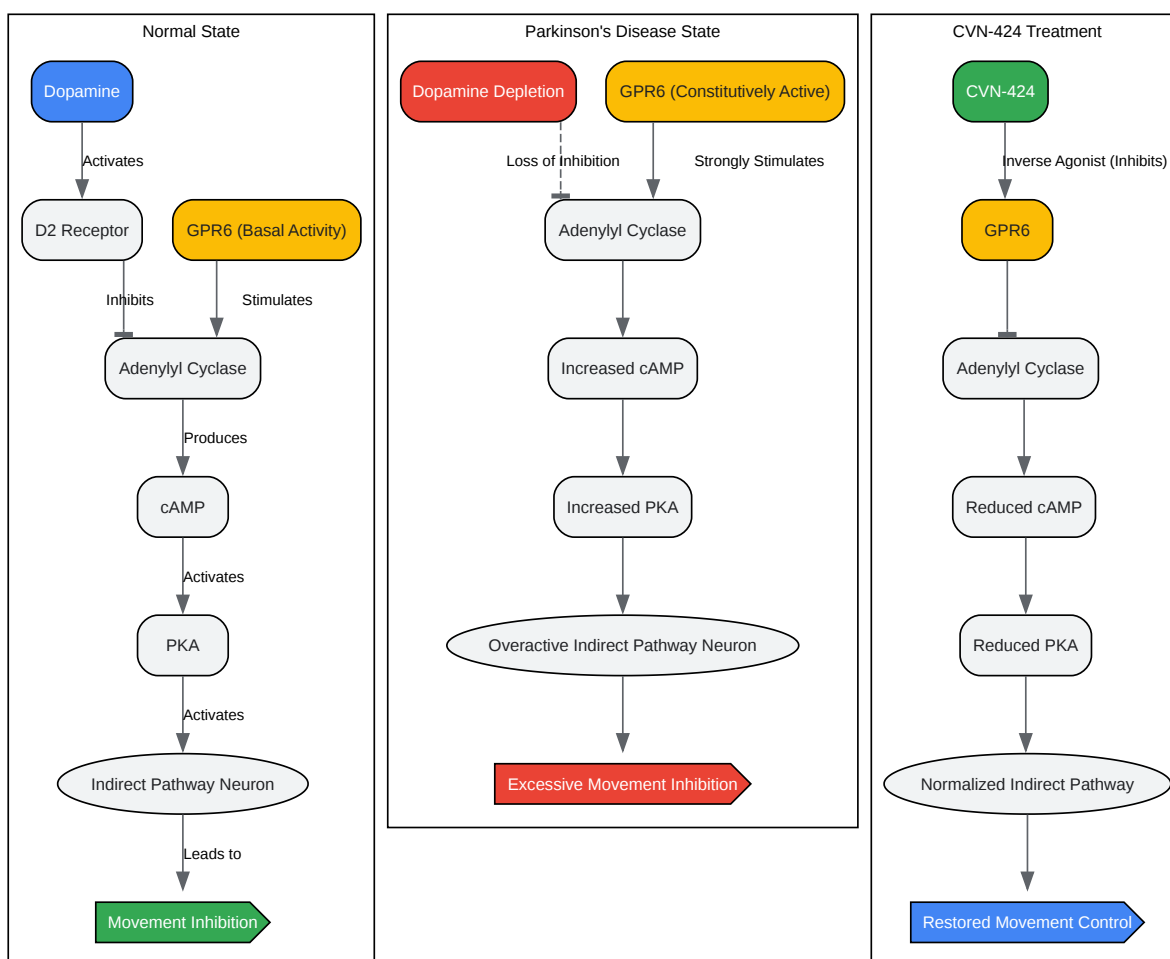 Normal State
Dopamine
Activates
D2 Receptor
GPR6 (Basal Activity)
Inhibits
Stimulates
Adenylyl Cyclase
Produces
cAMP
Activates
PKA
Activates
Indirect Pathway Neuron
Leads to
Movement Inhibition
Parkinson's Disease State
Dopamine Depletion
GPR6 (Constitutively Active)
Loss of Inhibition
Strongly Stimulates
Adenylyl Cyclase
Increased cAMP
Increased PKA
Overactive Indirect Pathway Neuron
Excessive Movement Inhibition
CVN-424 Treatment
CVN-424
Inverse Agonist (Inhibits)
GPR6
Adenylyl Cyclase
Reduced cAMP
Reduced PKA
Normalized Indirect Pathway
Restored Movement Control